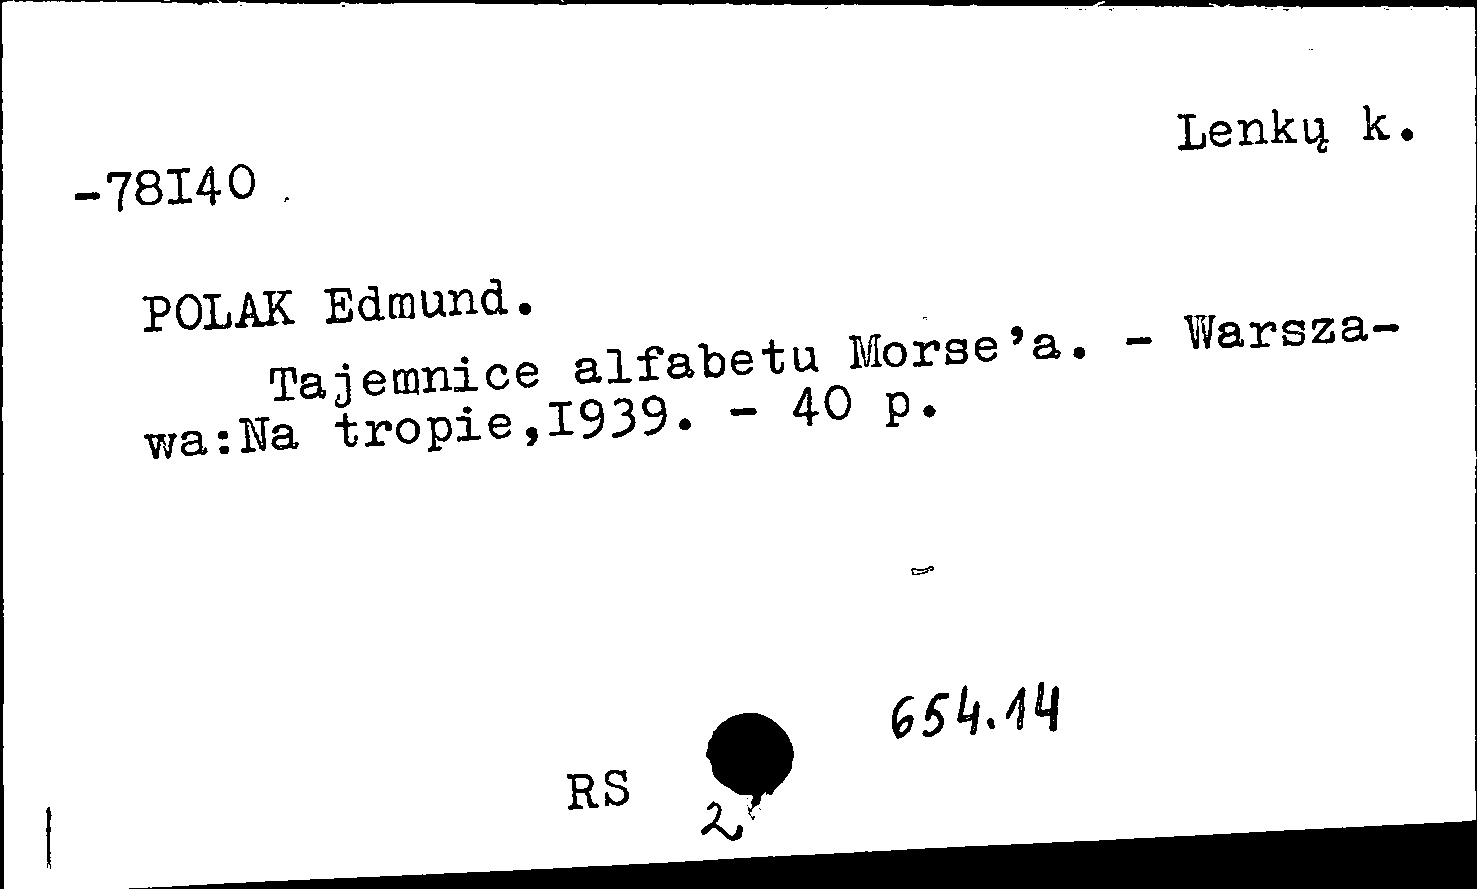 Lenkų k.
-78I40
POLAK Edmund.
Tajemnice alfabetu Morse’a. - Warsza-
wa:Na tropie,I939. - 40 p.
654.14
RS
2